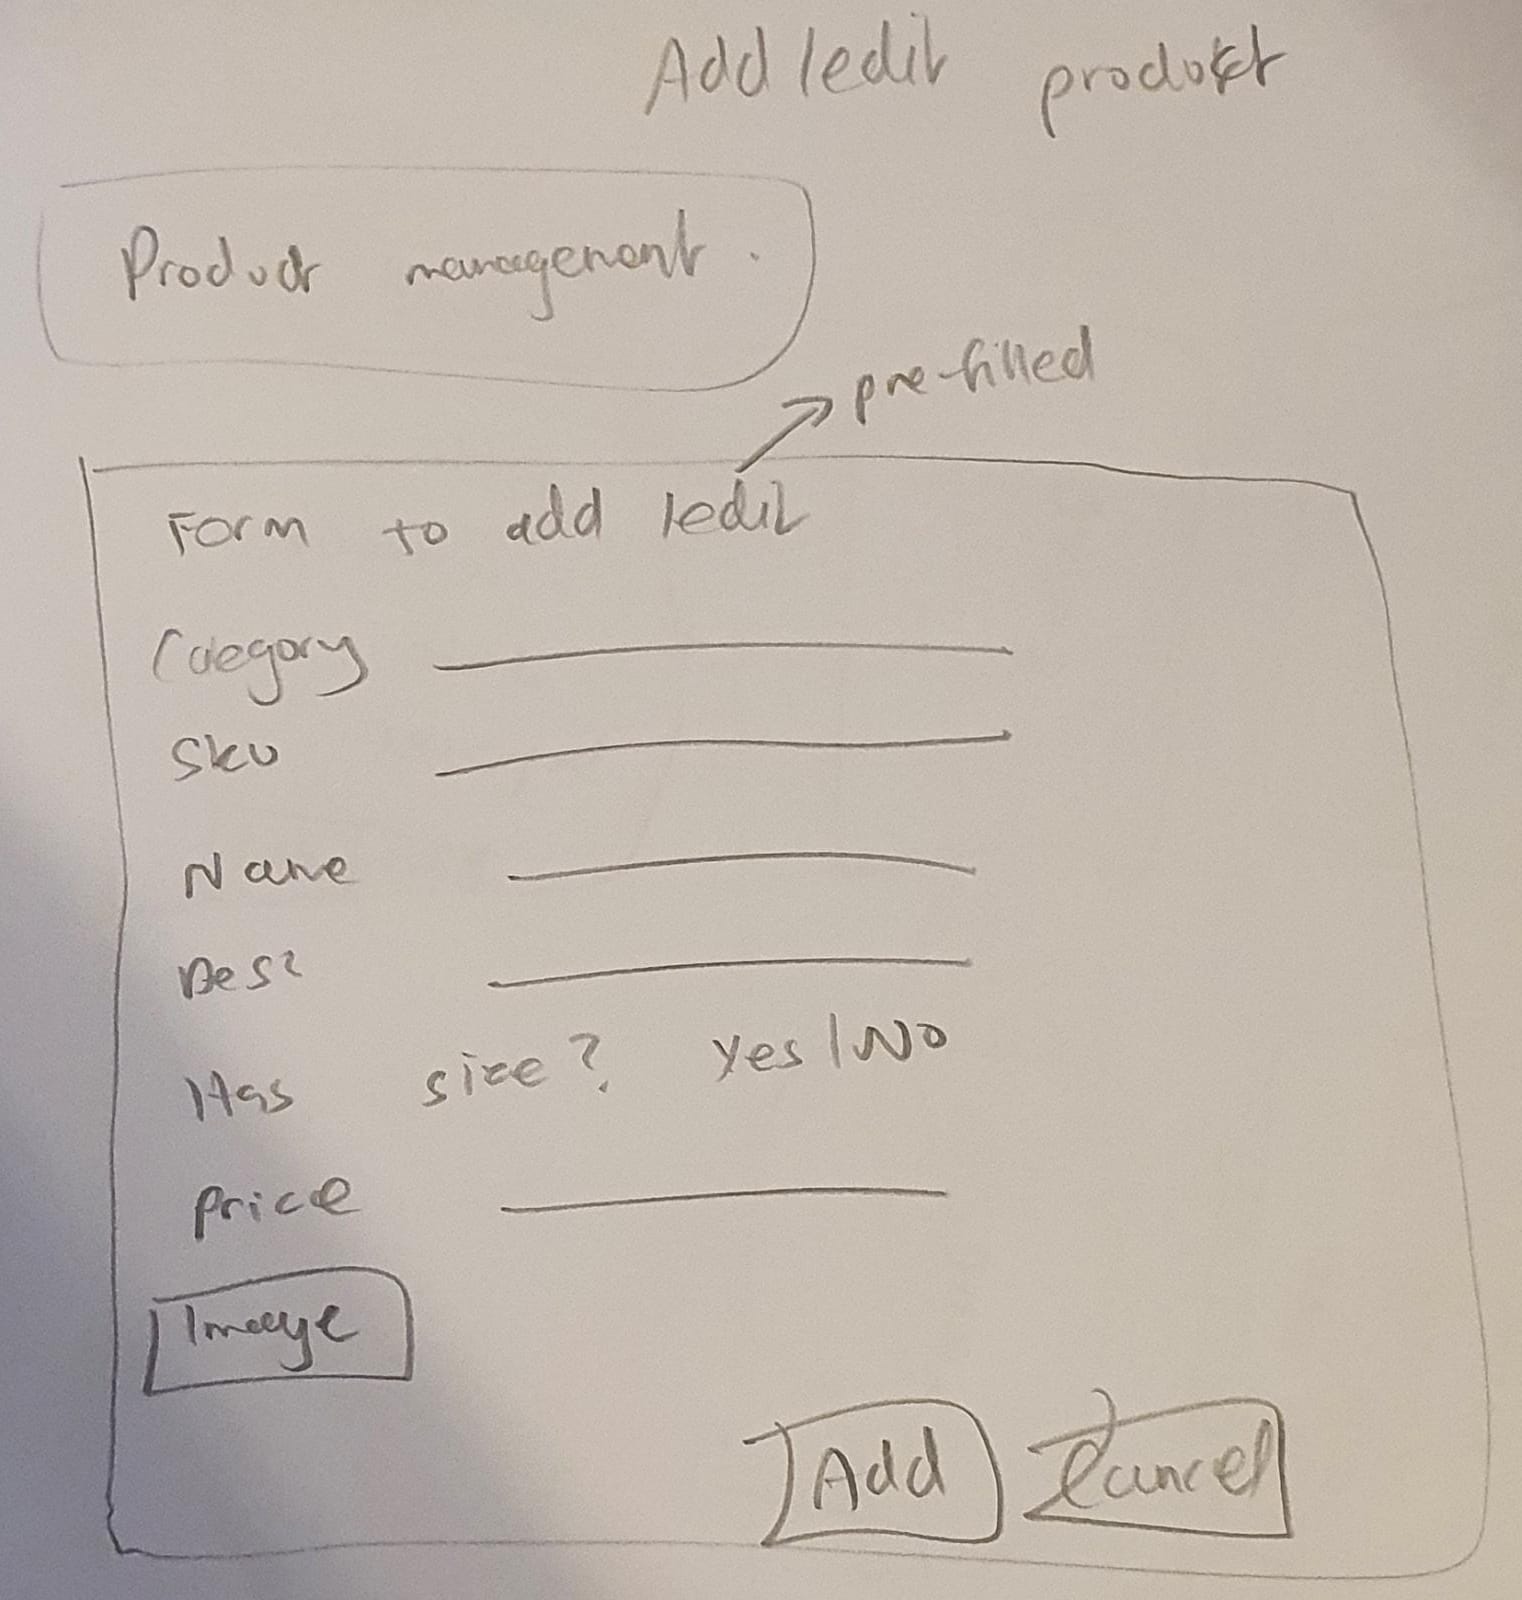 Add/edit product
Product management.
pre-filled
Form to add/edit
Category
SKU
Name
Desc
Has size? Yes/No
Price
Image
Add Cancel